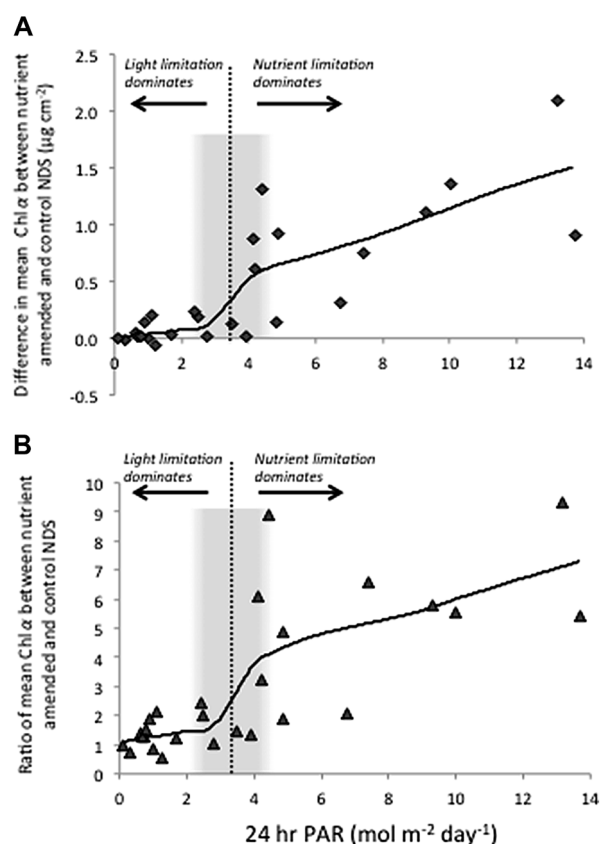 A
Difference in mean Chl α between nutrient
amended and control NDS (μg cm⁻²)
Light limitation
dominates
Nutrient limitation
dominates
2.5
2.0
1.5
1.0
0.5
0.0
-0.5
0 2 4 6 8 10 12 14
B
Ratio of mean Chl α between nutrient
amended and control NDS
Light limitation
dominates
Nutrient limitation
dominates
10
9
8
7
6
5
4
3
2
1
0
0 2 4 6 8 10 12 14
24 hr PAR (mol m⁻² day⁻¹)